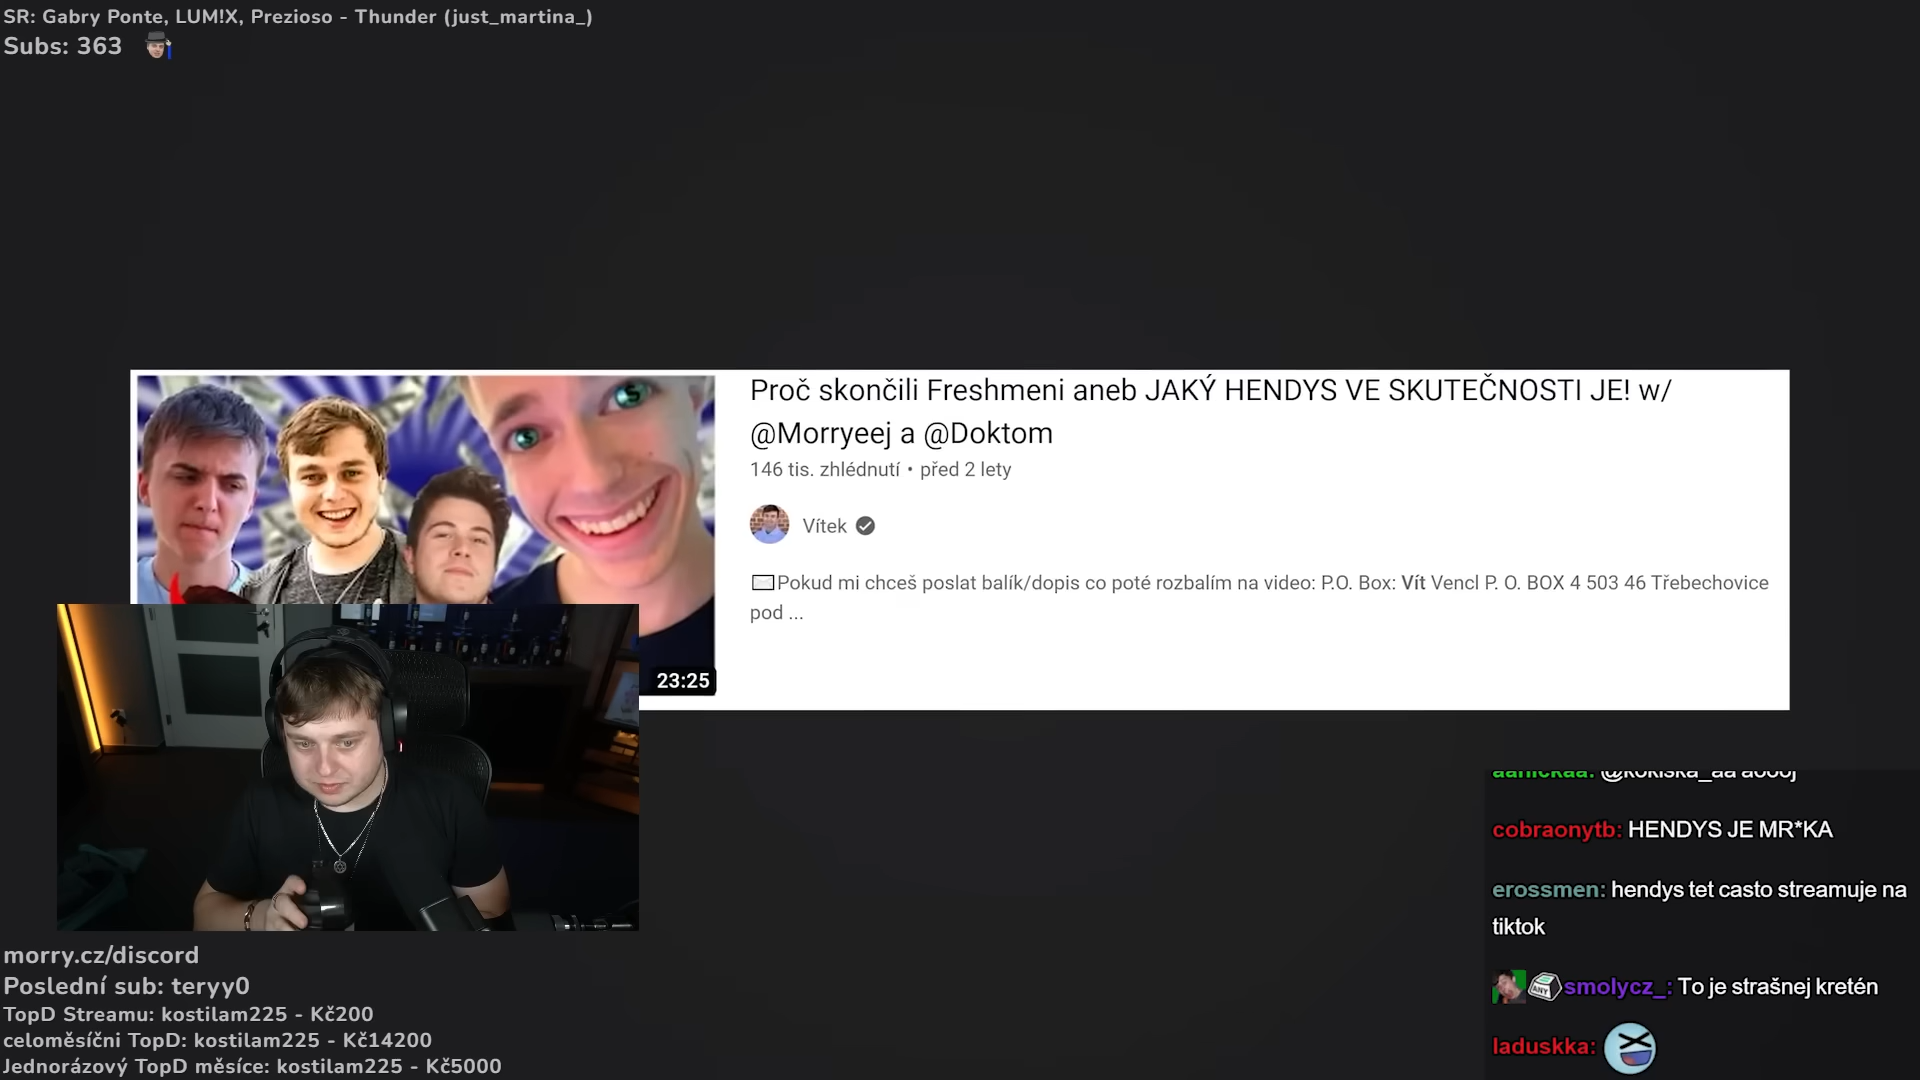 SR: Gabry Ponte, LUM!X, Prezioso - Thunder (just_martina_)
Subs: 363
Proč skončili Freshmeni aneb JAKÝ HENDYS VE SKUTEČNOSTI JE! w/
@Morryeej a @Doktom
146 tis. zhlédnutí • před 2 lety
Vítek
Pokud mi chceš poslat balík/dopis co poté rozbalím na video: P.O. Box: Vít Vencl P. O. BOX 4 503 46 Třebechovice
pod ...
23:25
cobraonytb: HENDYS JE MR*KA
erossmen: hendys tet casto streamuje na
tiktok
smolycz_: To je strašnej kretén
laduskka:
morry.cz/discord
Poslední sub: teryy0
TopD Streamu: kostilam225 - Kč200
celoměsíčni TopD: kostilam225 - Kč14200
Jednorázový TopD měsíce: kostilam225 - Kč5000